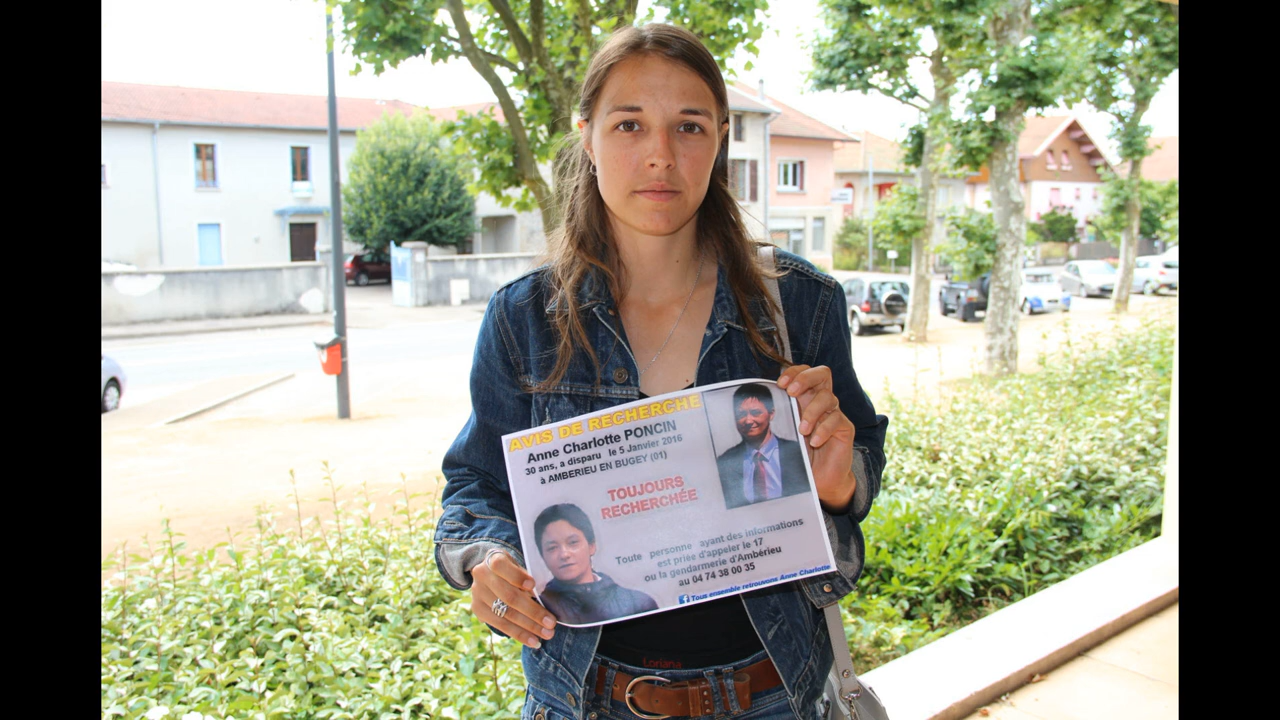 AVIS DE RECHERCHE
Anne Charlotte PONCIN
30 ans, a disparu le 5 Janvier 2016
à AMBERIEU EN BUGEY (01)
TOUJOURS
RECHERCHÉE
Toute personne ayant des informations
est priée d'appeler le 17
ou la gendarmerie d'Ambérieu
au 04 74 38 00 35
Tous ensemble retrouvons Anne Charlotte
Loriana